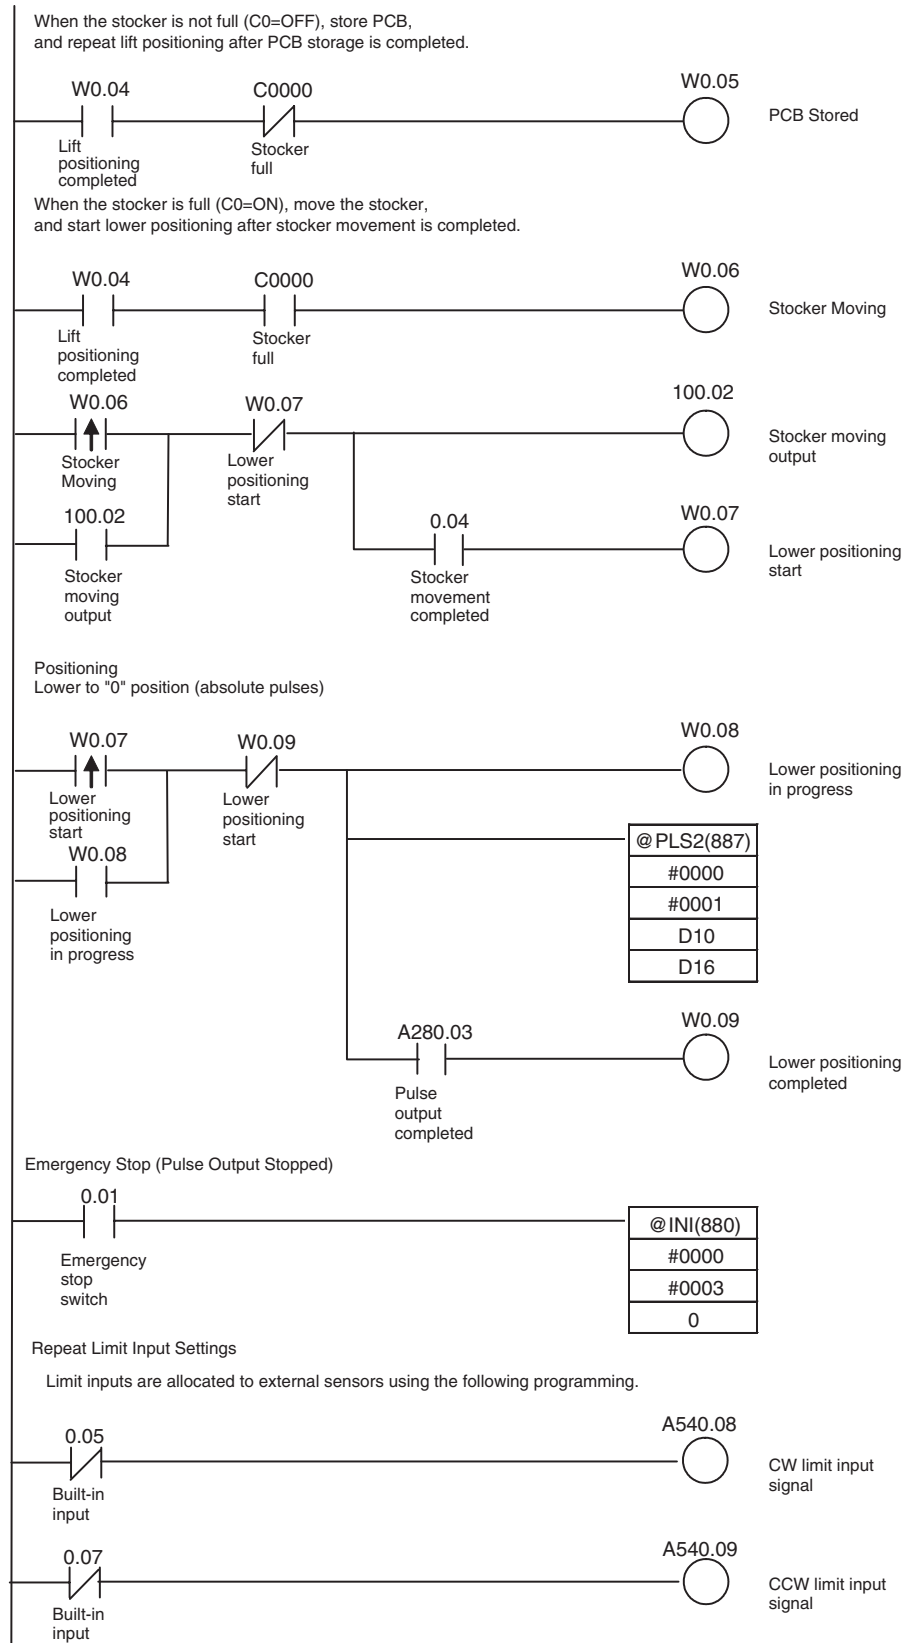 When the stocker is not full (C0=OFF), store PCB,
and repeat lift positioning after PCB storage is completed.
W0.04
C0000
W0.05
Lift
positioning
completed
Stocker
full
PCB Stored
When the stocker is full (C0=ON), move the stocker,
and start lower positioning after stocker movement is completed.
W0.04
C0000
W0.06
Lift
positioning
completed
Stocker
full
Stocker Moving
W0.06
W0.07
100.02
Stocker
Moving
Lower
positioning
start
Stocker moving
output
100.02
0.04
W0.07
Stocker
moving
output
Stocker
movement
completed
Lower positioning
start
Positioning
Lower to "0" position (absolute pulses)
W0.07
W0.09
W0.08
Lower
positioning
start
Lower
positioning
start
Lower positioning
in progress
W0.08
Lower
positioning
in progress
@PLS2(887)
#0000
#0001
D10
D16
A280.03
W0.09
Pulse
output
completed
Lower positioning
completed
Emergency Stop (Pulse Output Stopped)
0.01
Emergency
stop
switch
@INI(880)
#0000
#0003
0
Repeat Limit Input Settings
Limit inputs are allocated to external sensors using the following programming.
0.05
A540.08
Built-in
input
CW limit input
signal
0.07
A540.09
Built-in
input
CCW limit input
signal